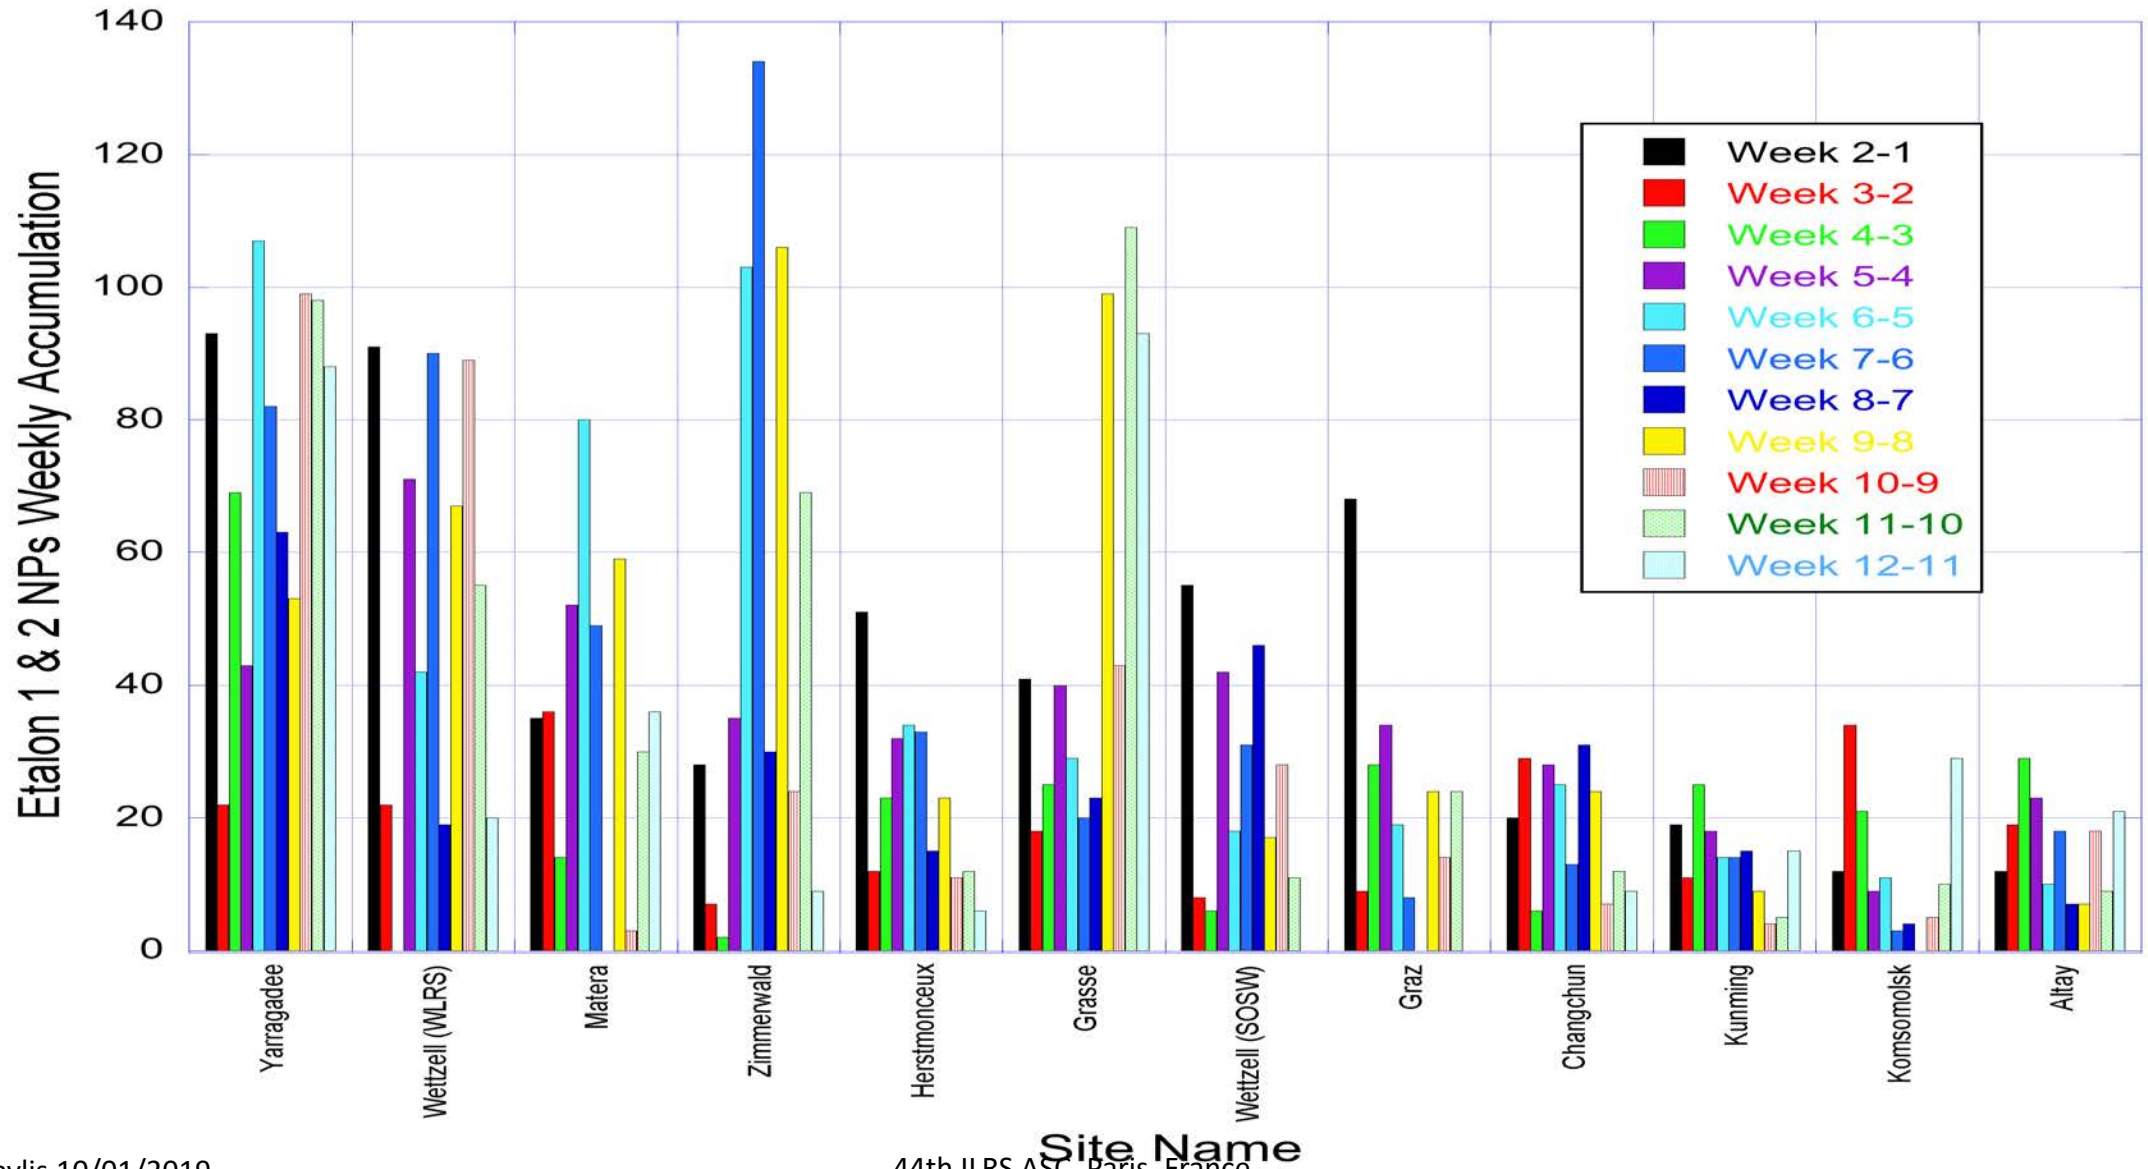 140
120
100
80
60
40
20
0
Etalon 1 & 2 NPs Weekly Accumulation
Week 2-1
Week 3-2
Week 4-3
Week 5-4
Week 6-5
Week 7-6
Week 8-7
Week 9-8
Week 10-9
Week 11-10
Week 12-11
Yarragadee
Wettzell (WLRS)
Matera
Zimmerwald
Herstmonceux
Grasse
Wettzell (SOSW)
Graz
Changchun
Kunming
Komsomolsk
Altay
Site Name
10/01/2019
44th ILRS ASC, Paris, France